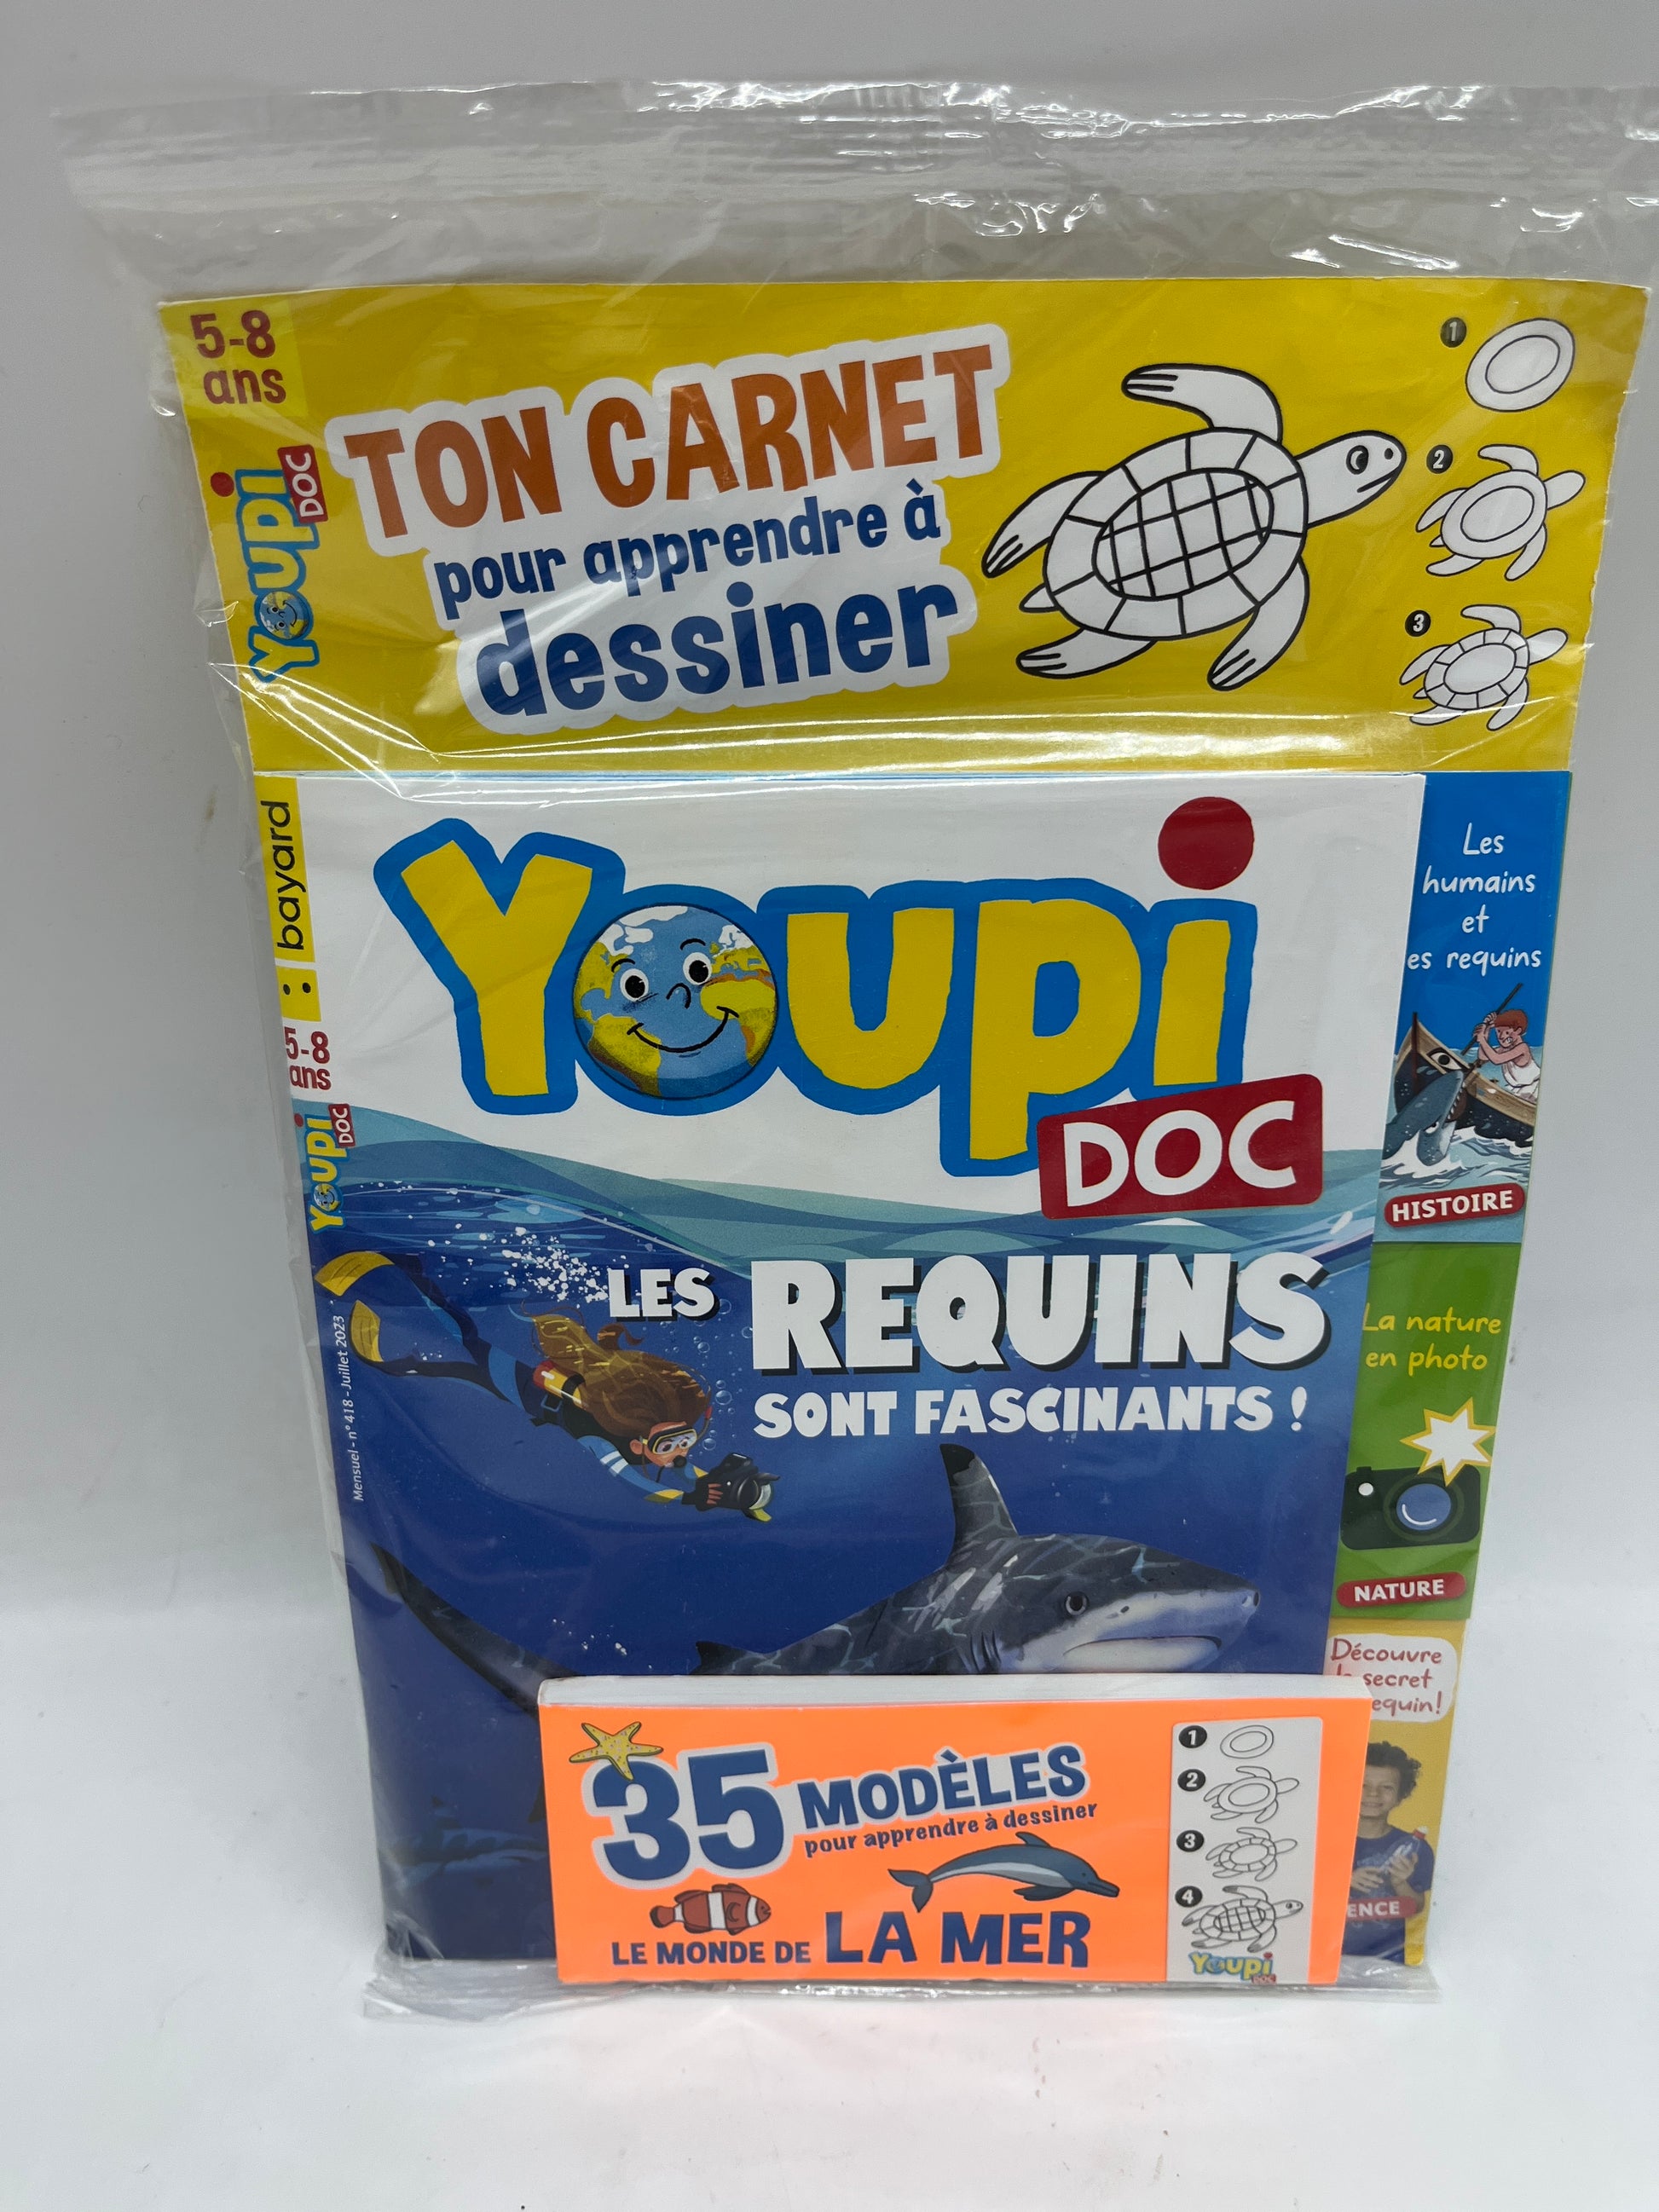 5-8
ans
Youpi
DOC
TON CARNET
pour apprendre à
dessiner
1
2
3
bayard
5-8
ans
Youpi
DOC
Mensuel - n° 418 - Juillet 2023
Youpi
DOC
LES REQUINS
SONT FASCINANTS !
Les
humains
et
es requins
HISTOIRE
La nature
en photo
NATURE
Découvre
secret
equin!
ENCE
35 MODÈLES
pour apprendre à dessiner
LE MONDE DE LA MER
1
2
3
4
Youpi
DOC